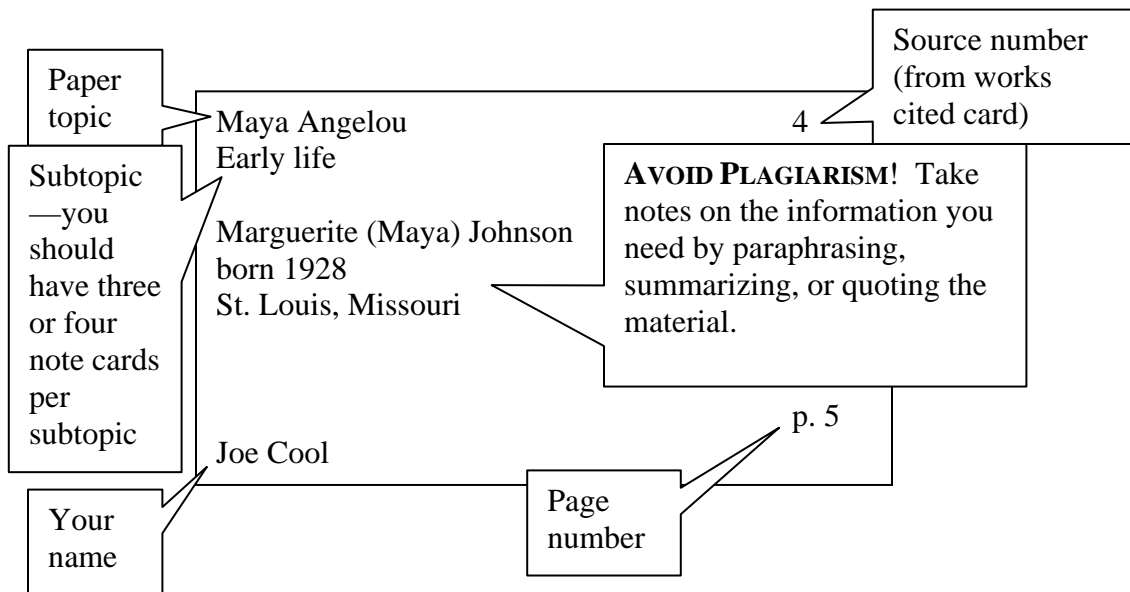 Source number
(from works
cited card)
Paper
topic
Maya Angelou
4
Early life
Subtopic
—you
should
have three
or four
note cards
per
subtopic
AVOID PLAGIARISM!  Take
notes on the information you
need by paraphrasing,
summarizing, or quoting the
material.
Marguerite (Maya) Johnson
born 1928
St. Louis, Missouri
p. 5
Joe Cool
Page
number
Your
name